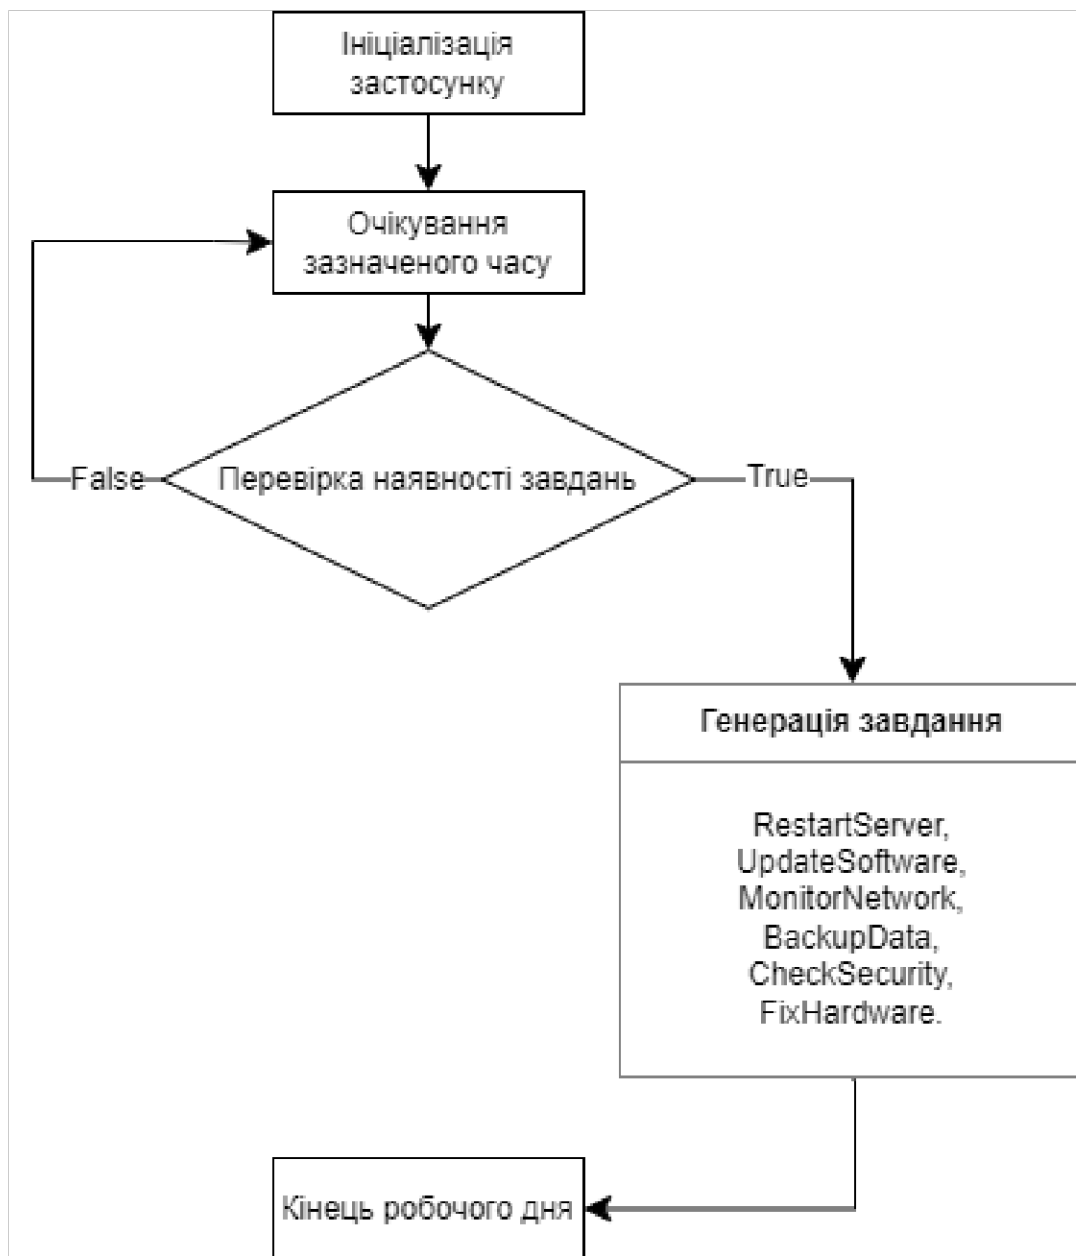 Ініціалізація
застосунку
Очікування
зазначеного часу
False
Перевірка наявності завдань
True
Генерація завдання
RestartServer,
UpdateSoftware,
MonitorNetwork,
BackupData,
CheckSecurity,
FixHardware.
Кінець робочого дня